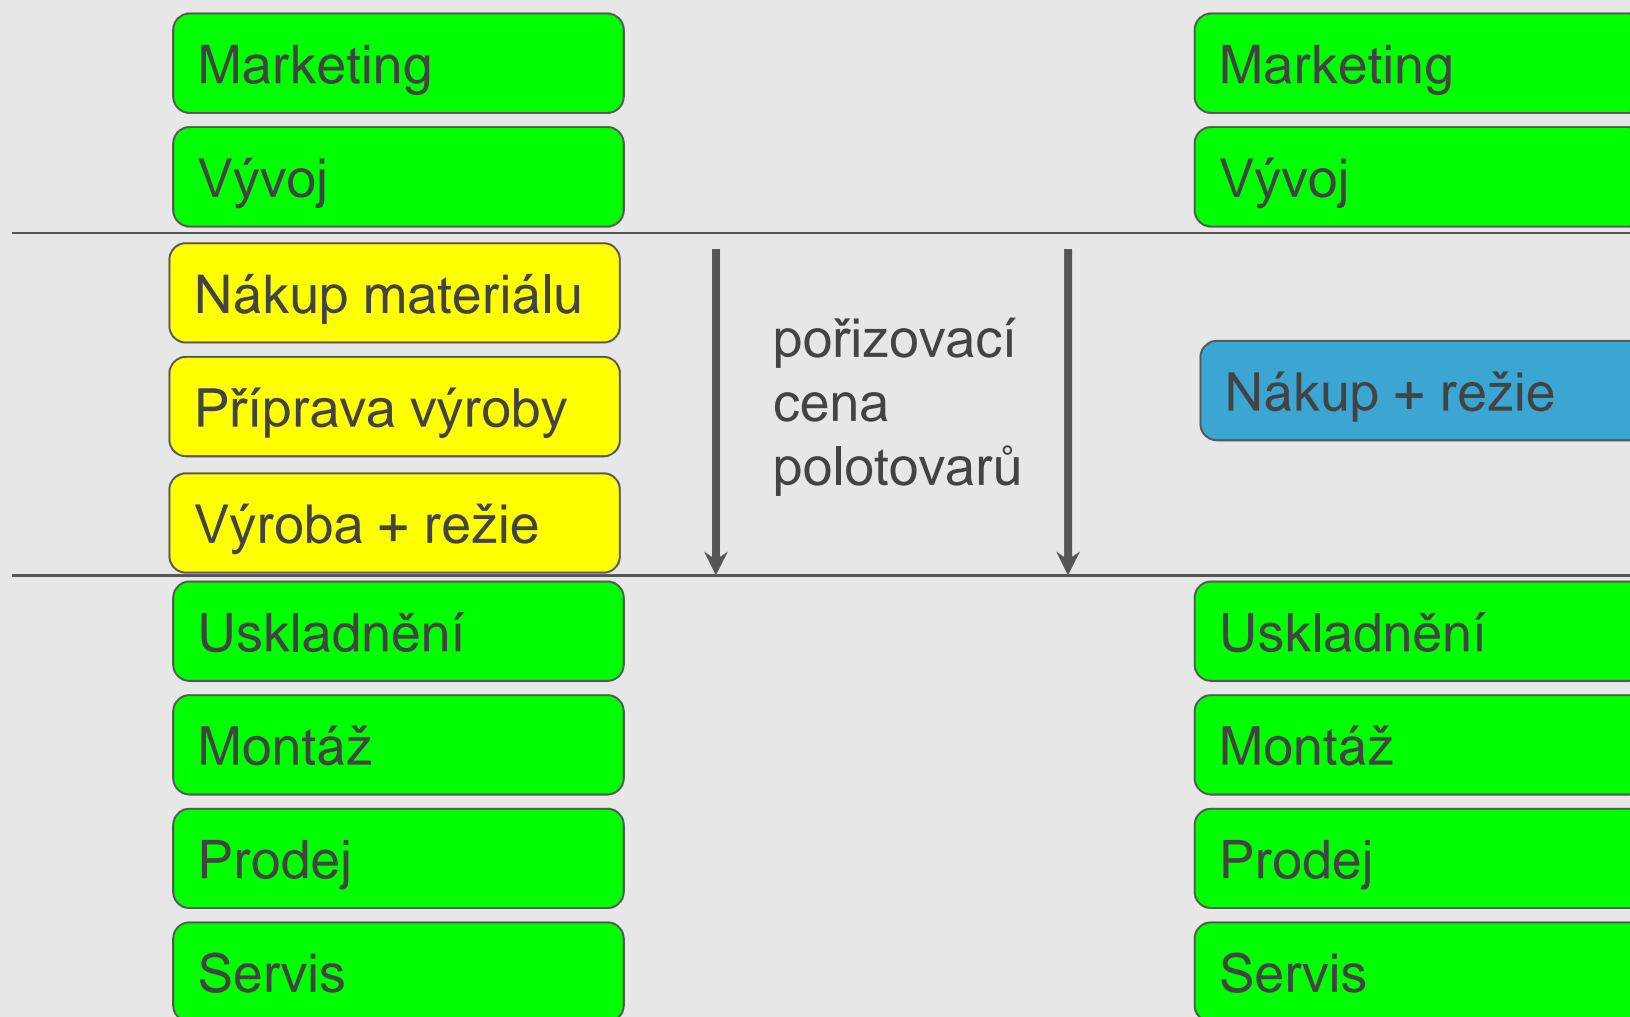 Marketing
Vývoj
Nákup materiálu
Příprava výroby
Výroba + režie
Uskladnění
Montáž
Prodej
Servis
pořizovací
cena
polotovarů
Marketing
Vývoj
Nákup + režie
Uskladnění
Montáž
Prodej
Servis